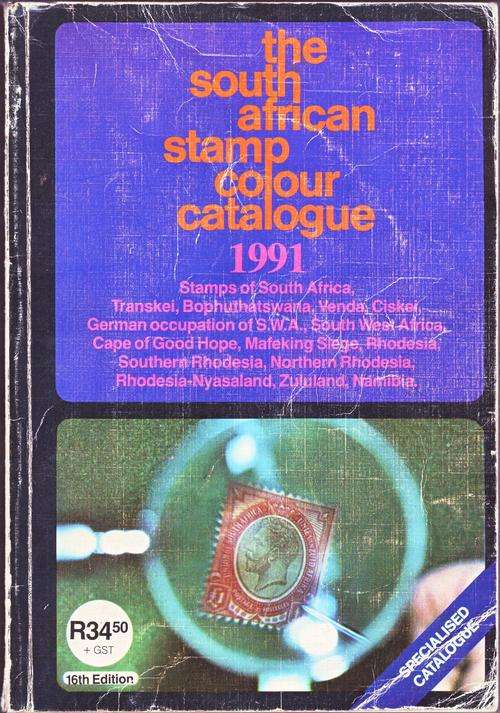 the
south
african
stamp
colour
catalogue
1991
Stamps of South Africa,
Transkei, Bophuthatswana, Venda, Ciskei,
German occupation of S.W.A., South West Africa,
Cape of Good Hope, Mafeking Siege, Rhodesia,
Southern Rhodesia, Northern Rhodesia,
Rhodesia-Nyasaland, Zululand, Namibia.
R34 50
+ GST
16th Edition
SPECIALISED
CATALOGUE